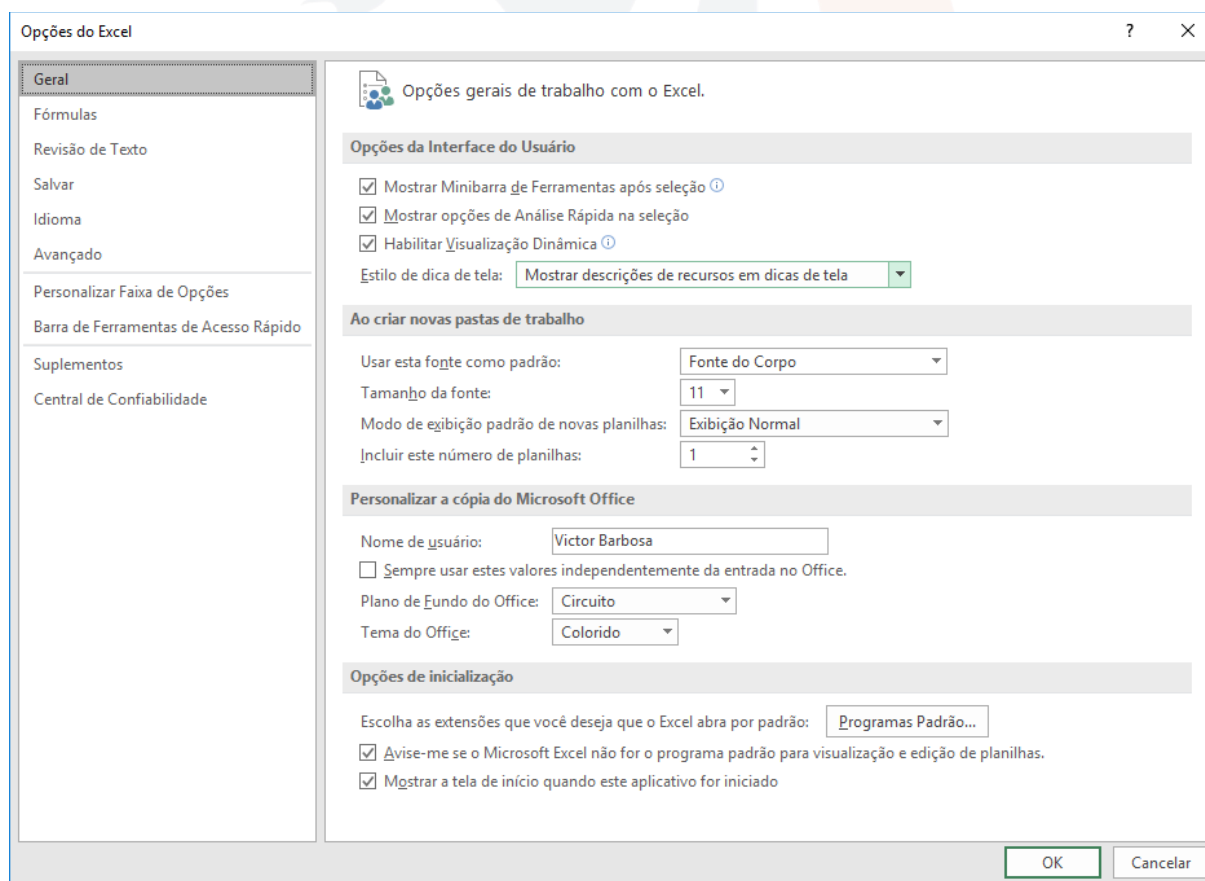 Opções do Excel
?
Geral
Fórmulas
Revisão de Texto
Salvar
Idioma
Avançado
Personalizar Faixa de Opções
Barra de Ferramentas de Acesso Rápido
Suplementos
Central de Confiabilidade
Opções gerais de trabalho com o Excel.
Opções da Interface do Usuário
Mostrar Minibarra de Ferramentas após seleção
Mostrar opções de Análise Rápida na seleção
Habilitar Visualização Dinâmica
Estilo de dica de tela: Mostrar descrições de recursos em dicas de tela
Ao criar novas pastas de trabalho
Usar esta fonte como padrão: Fonte do Corpo
Tamanho da fonte: 11
Modo de exibição padrão de novas planilhas: Exibição Normal
Incluir este número de planilhas: 1
Personalizar a cópia do Microsoft Office
Nome de usuário: Victor Barbosa
Sempre usar estes valores independentemente da entrada no Office.
Plano de Fundo do Office: Circuito
Tema do Office: Colorido
Opções de inicialização
Escolha as extensões que você deseja que o Excel abra por padrão: Programas Padrão...
Avise-me se o Microsoft Excel não for o programa padrão para visualização e edição de planilhas.
Mostrar a tela de início quando este aplicativo for iniciado
OK Cancelar